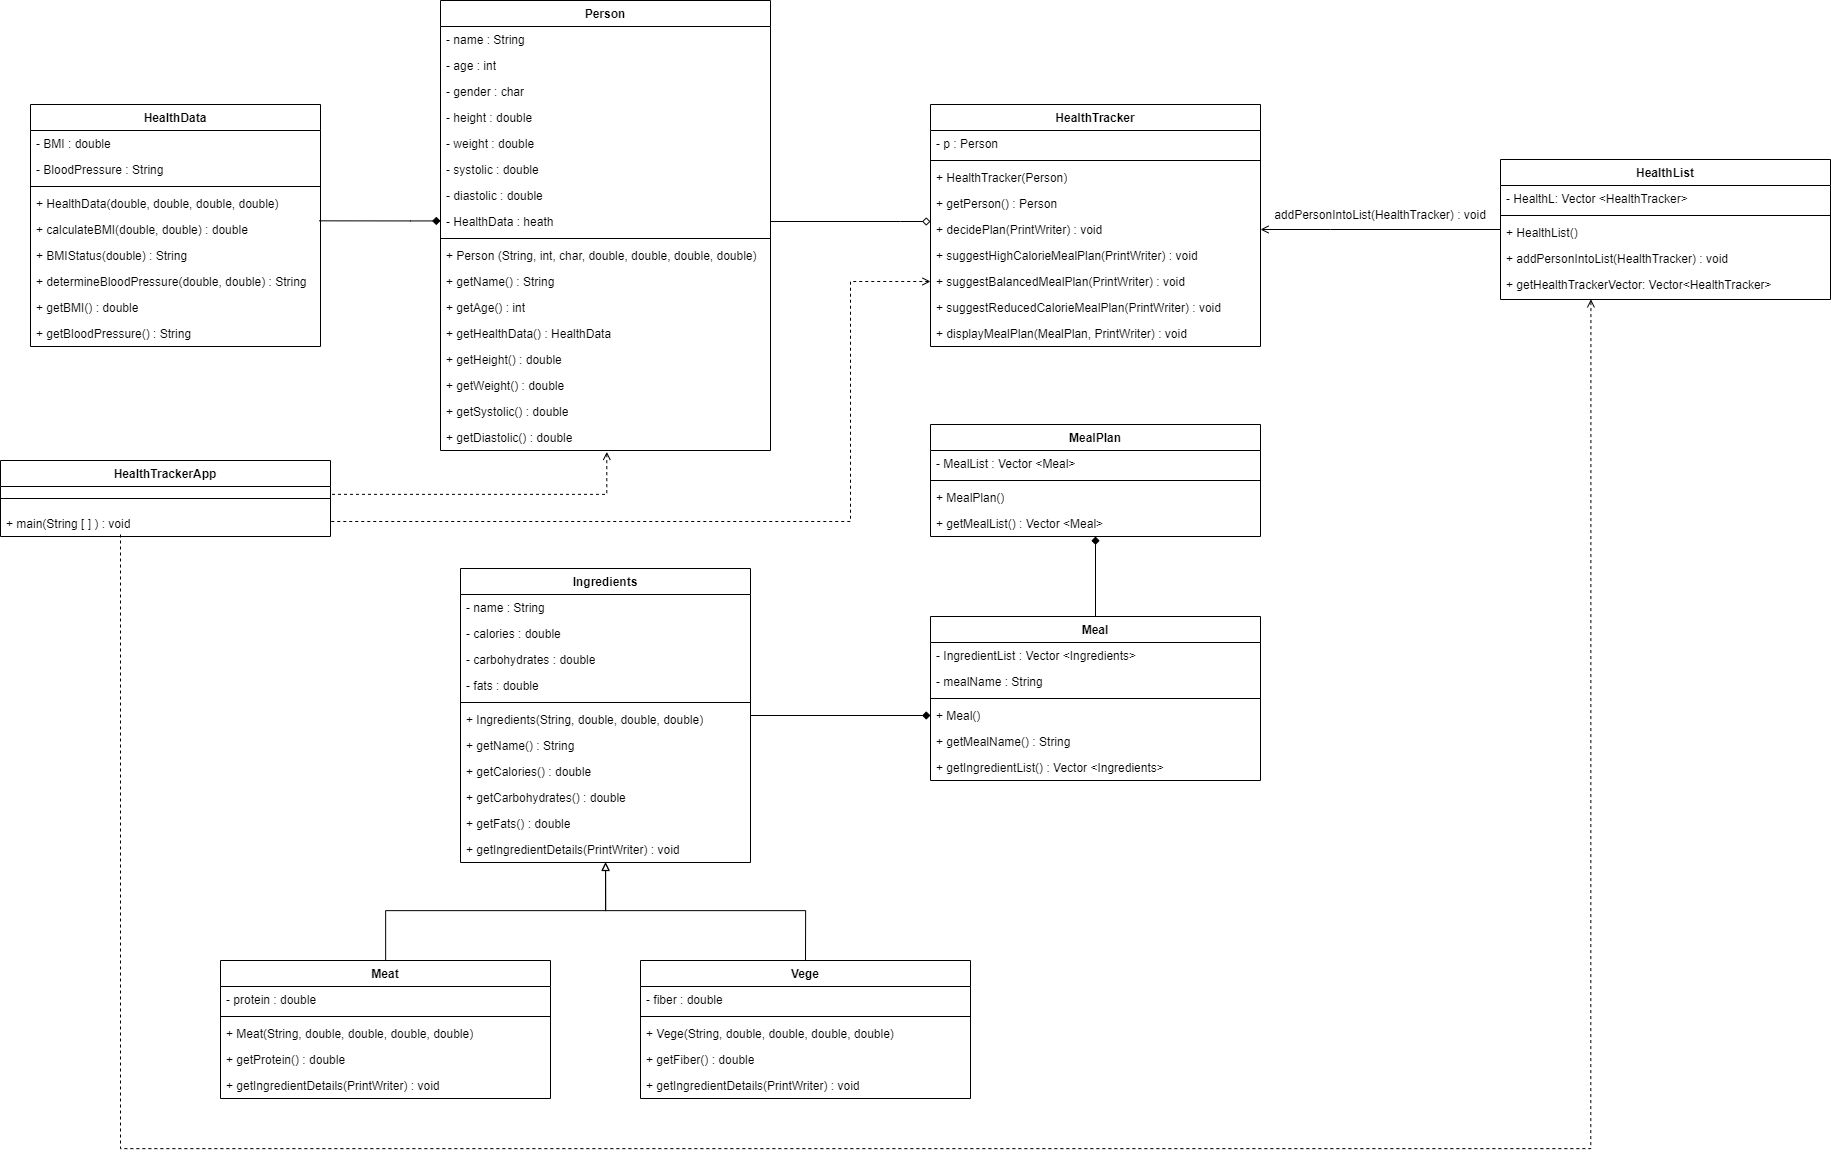 Person
- name : String
- age : int
- gender : char
- height : double
- weight : double
- systolic : double
- diastolic : double
- HealthData : heath
+ Person (String, int, char, double, double, double, double)
+ getName() : String
+ getAge() : int
+ getHealthData() : HealthData
+ getHeight() : double
+ getWeight() : double
+ getSystolic() : double
+ getDiastolic() : double
HealthData
- BMI : double
- BloodPressure : String
+ HealthData(double, double, double, double)
+ calculateBMI(double, double) : double
+ BMIStatus(double) : String
+ determineBloodPressure(double, double) : String
+ getBMI() : double
+ getBloodPressure() : String
HealthTracker
- p : Person
+ HealthTracker(Person)
+ getPerson() : Person
+ decidePlan(PrintWriter) : void
+ suggestHighCalorieMealPlan(PrintWriter) : void
+ suggestBalancedMealPlan(PrintWriter) : void
+ suggestReducedCalorieMealPlan(PrintWriter) : void
+ displayMealPlan(MealPlan, PrintWriter) : void
addPersonIntoList(HealthTracker) : void
HealthList
- HealthL: Vector <HealthTracker>
+ HealthList()
+ addPersonIntoList(HealthTracker) : void
+ getHealthTrackerVector: Vector<HealthTracker>
HealthTrackerApp
+ main(String [ ] ) : void
MealPlan
- MealList : Vector <Meal>
+ MealPlan()
+ getMealList() : Vector <Meal>
Ingredients
- name : String
- calories : double
- carbohydrates : double
- fats : double
+ Ingredients(String, double, double, double)
+ getName() : String
+ getCalories() : double
+ getCarbohydrates() : double
+ getFats() : double
+ getIngredientDetails(PrintWriter) : void
Meal
- IngredientList : Vector <Ingredients>
- mealName : String
+ Meal()
+ getMealName() : String
+ getIngredientList() : Vector <Ingredients>
Meat
- protein : double
+ Meat(String, double, double, double, double)
+ getProtein() : double
+ getIngredientDetails(PrintWriter) : void
Vege
- fiber : double
+ Vege(String, double, double, double, double)
+ getFiber() : double
+ getIngredientDetails(PrintWriter) : void